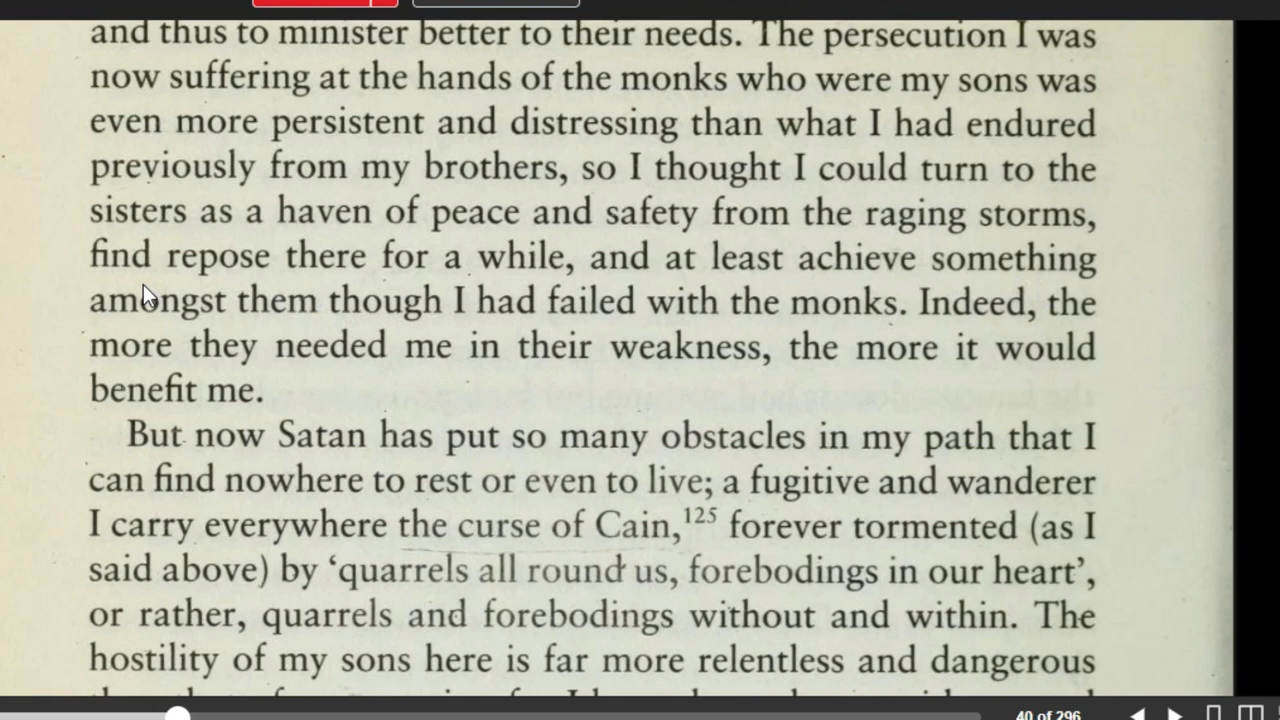 and thus to minister better to their needs. The persecution I was
now suffering at the hands of the monks who were my sons was
even more persistent and distressing than what I had endured
previously from my brothers, so I thought I could turn to the
sisters as a haven of peace and safety from the raging storms,
find repose there for a while, and at least achieve something
amongst them though I had failed with the monks. Indeed, the
more they needed me in their weakness, the more it would
benefit me.
But now Satan has put so many obstacles in my path that I
can find nowhere to rest or even to live; a fugitive and wanderer
I carry everywhere the curse of Cain,¹²⁵ forever tormented (as I
said above) by ‘quarrels all round us, forebodings in our heart’,
or rather, quarrels and forebodings without and within. The
hostility of my sons here is far more relentless and dangerous
40 of 296